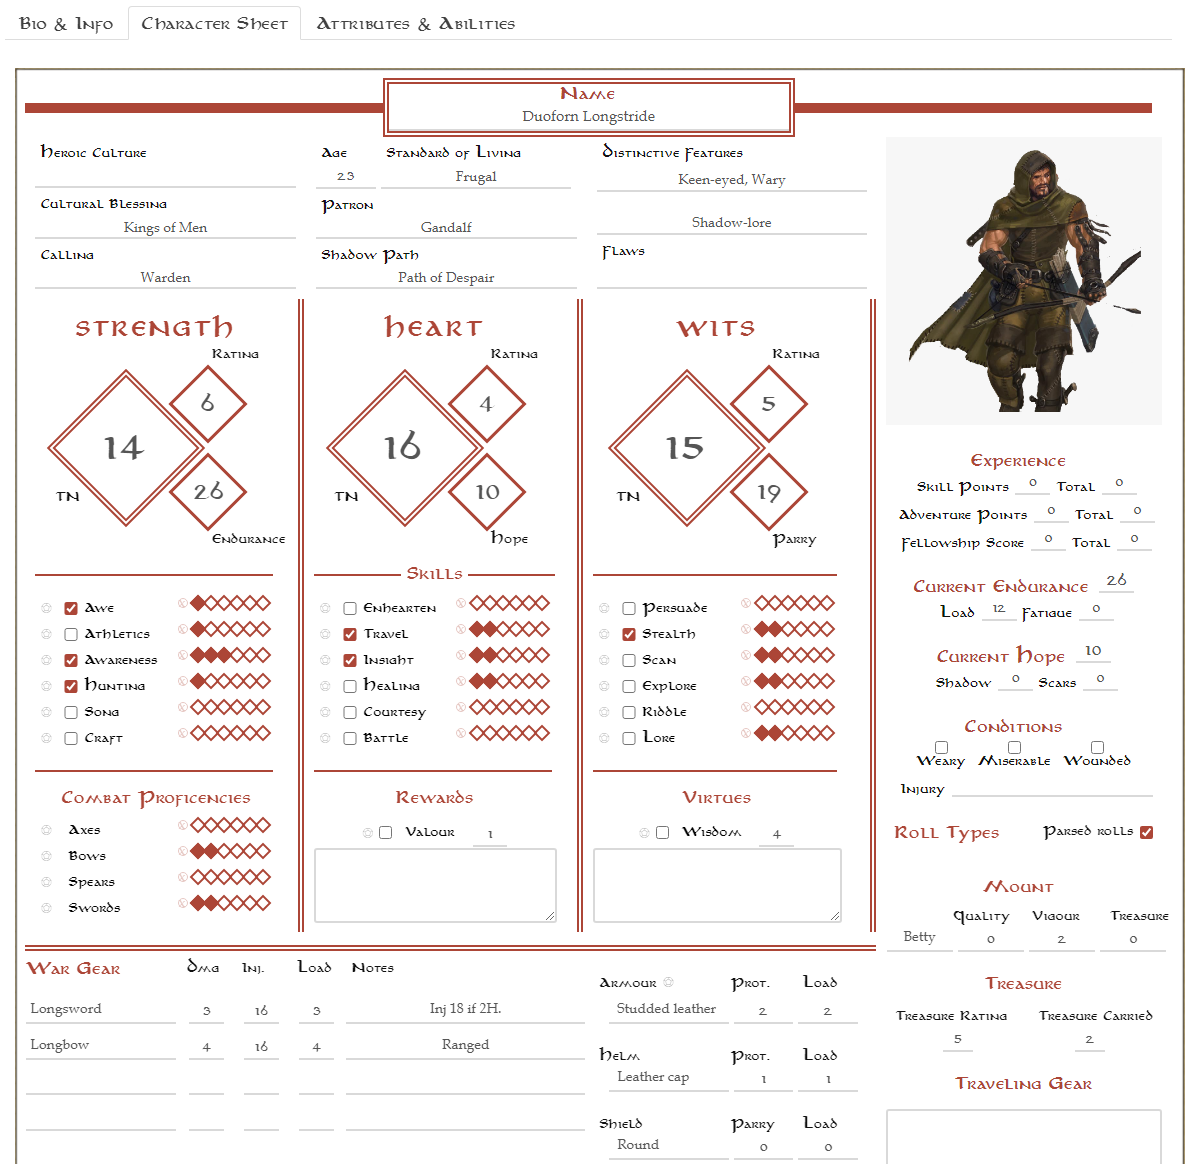 Bio & Info Character Sheet Attributes & Abilities
Name
Duoforn Longstride
Heroic Culture Age Standard of Living Distinctive Features
23 Frugal Keen-eyed, Wary
Cultural Blessing Patron
Kings of Men Gandalf Shadow-lore
Calling Shadow Path Flaws
Warden Path of Despair
Strength Heart Wits
Rating Rating Rating
6 4 5
14 16 15
26 10 19
TN TN TN
Endurance Hope Parry
Skills
Awe Enhearten Persuade
Athletics Travel Stealth
Awareness Insight Scan
Hunting Healing Explore
Song Courtesy Riddle
Craft Battle Lore
Combat Proficencies Rewards Virtues
Axes Valour 1 Wisdom 4
Bows
Spears
Swords
Experience
Skill Points 0 Total 0
Adventure Points 0 Total 0
Fellowship Score 0 Total 0
Current Endurance 26
Load 12 Fatigue 0
Current Hope 10
Shadow 0 Scars 0
Conditions
Weary Miserable Wounded
Injury
Roll Types Parsed rolls
Mount
Quality Vigour Treasure
Betty 0 2 0
Treasure
Treasure Rating Treasure Carried
5 2
Traveling Gear
War Gear Dmg Inj. Load Notes
Longsword 3 16 3 Inj 18 if 2H.
Longbow 4 16 4 Ranged
Armour Prot. Load
Studded leather 2 2
Helm Prot. Load
Leather cap 1 1
Shield Parry Load
Round 0 0